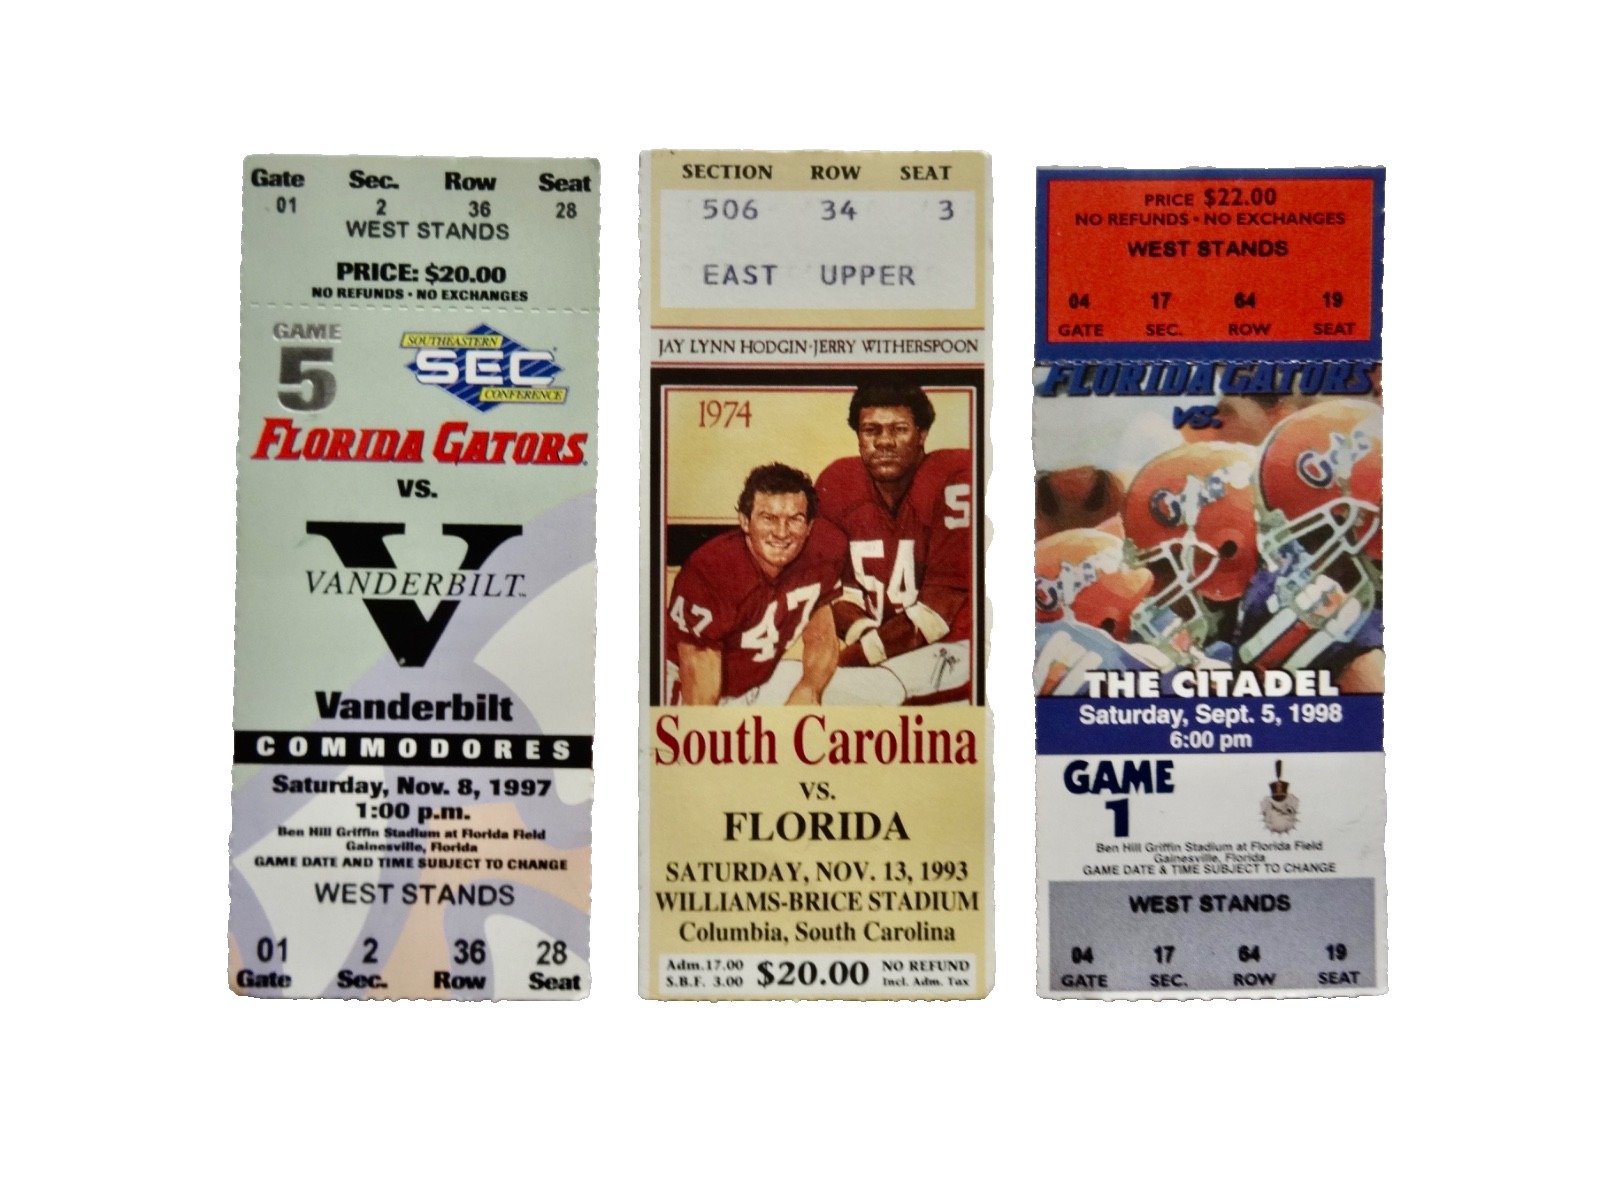 Gate Sec. Row Seat
01 2 36 28
WEST STANDS
PRICE: $20.00
NO REFUNDS • NO EXCHANGES
GAME
5
SOUTHEASTERN
SEC
CONFERENCE
FLORIDA GATORS
VS.
V
VANDERBILT™
Vanderbilt
COMMODORES
Saturday, Nov. 8, 1997
1:00 p.m.
Ben Hill Griffin Stadium at Florida Field
Gainesville, Florida
GAME DATE AND TIME SUBJECT TO CHANGE
WEST STANDS
01 2 36 28
Gate Sec. Row Seat
SECTION ROW SEAT
506 34 3
EAST UPPER
JAY LYNN HODGIN·JERRY WITHERSPOON
1974
47 47
54
5
South Carolina
VS.
FLORIDA
SATURDAY, NOV. 13, 1993
WILLIAMS-BRICE STADIUM
Columbia, South Carolina
Adm.17.00
S.B.F. 3.00
$20.00
NO REFUND
Incl. Adm. Tax
PRICE $22.00
NO REFUNDS • NO EXCHANGES
WEST STANDS
04 17 64 19
GATE SEC. ROW SEAT
FLORIDA GATORS
VS.
Gators
Gators
THE CITADEL
Saturday, Sept. 5, 1998
6:00 pm
GAME
1
Ben Hill Griffin Stadium at Florida Field
Gainesville, Florida
GAME DATE & TIME SUBJECT TO CHANGE
WEST STANDS
04 17 64 19
GATE SEC. ROW SEAT